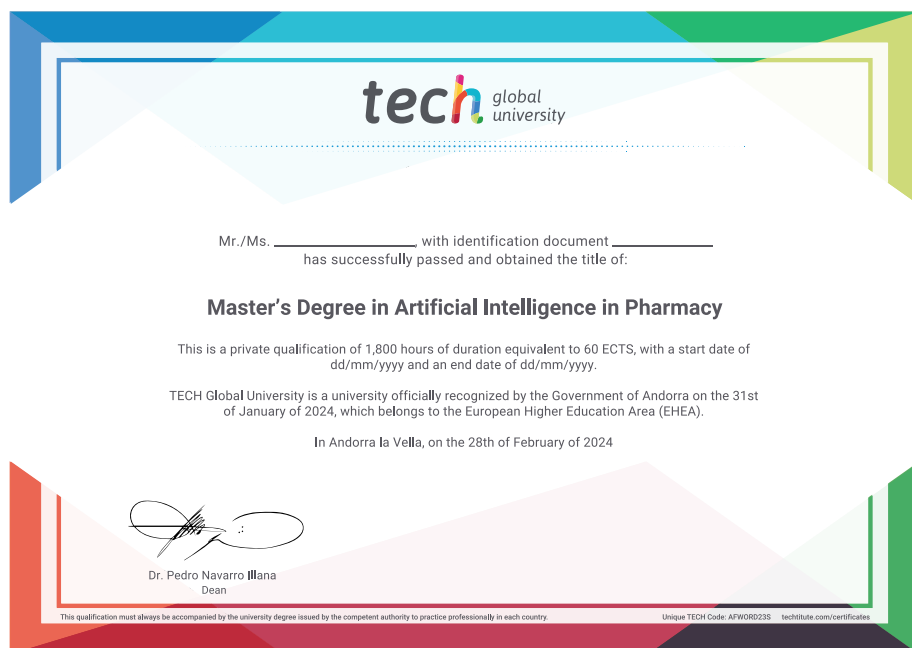 tech global
university
Mr./Ms. ____________, with identification document ____________
has successfully passed and obtained the title of:
Master’s Degree in Artificial Intelligence in Pharmacy
This is a private qualification of 1,800 hours of duration equivalent to 60 ECTS, with a start date of
dd/mm/yyyy and an end date of dd/mm/yyyy.
TECH Global University is a university officially recognized by the Government of Andorra on the 31st
of January of 2024, which belongs to the European Higher Education Area (EHEA).
In Andorra la Vella, on the 28th of February of 2024
Dr. Pedro Navarro Illana
Dean
This qualification must always be accompanied by the university degree issued by the competent authority to practice professionally in each country. Unique TECH Code: AFWORD23S techtitute.com/certificates